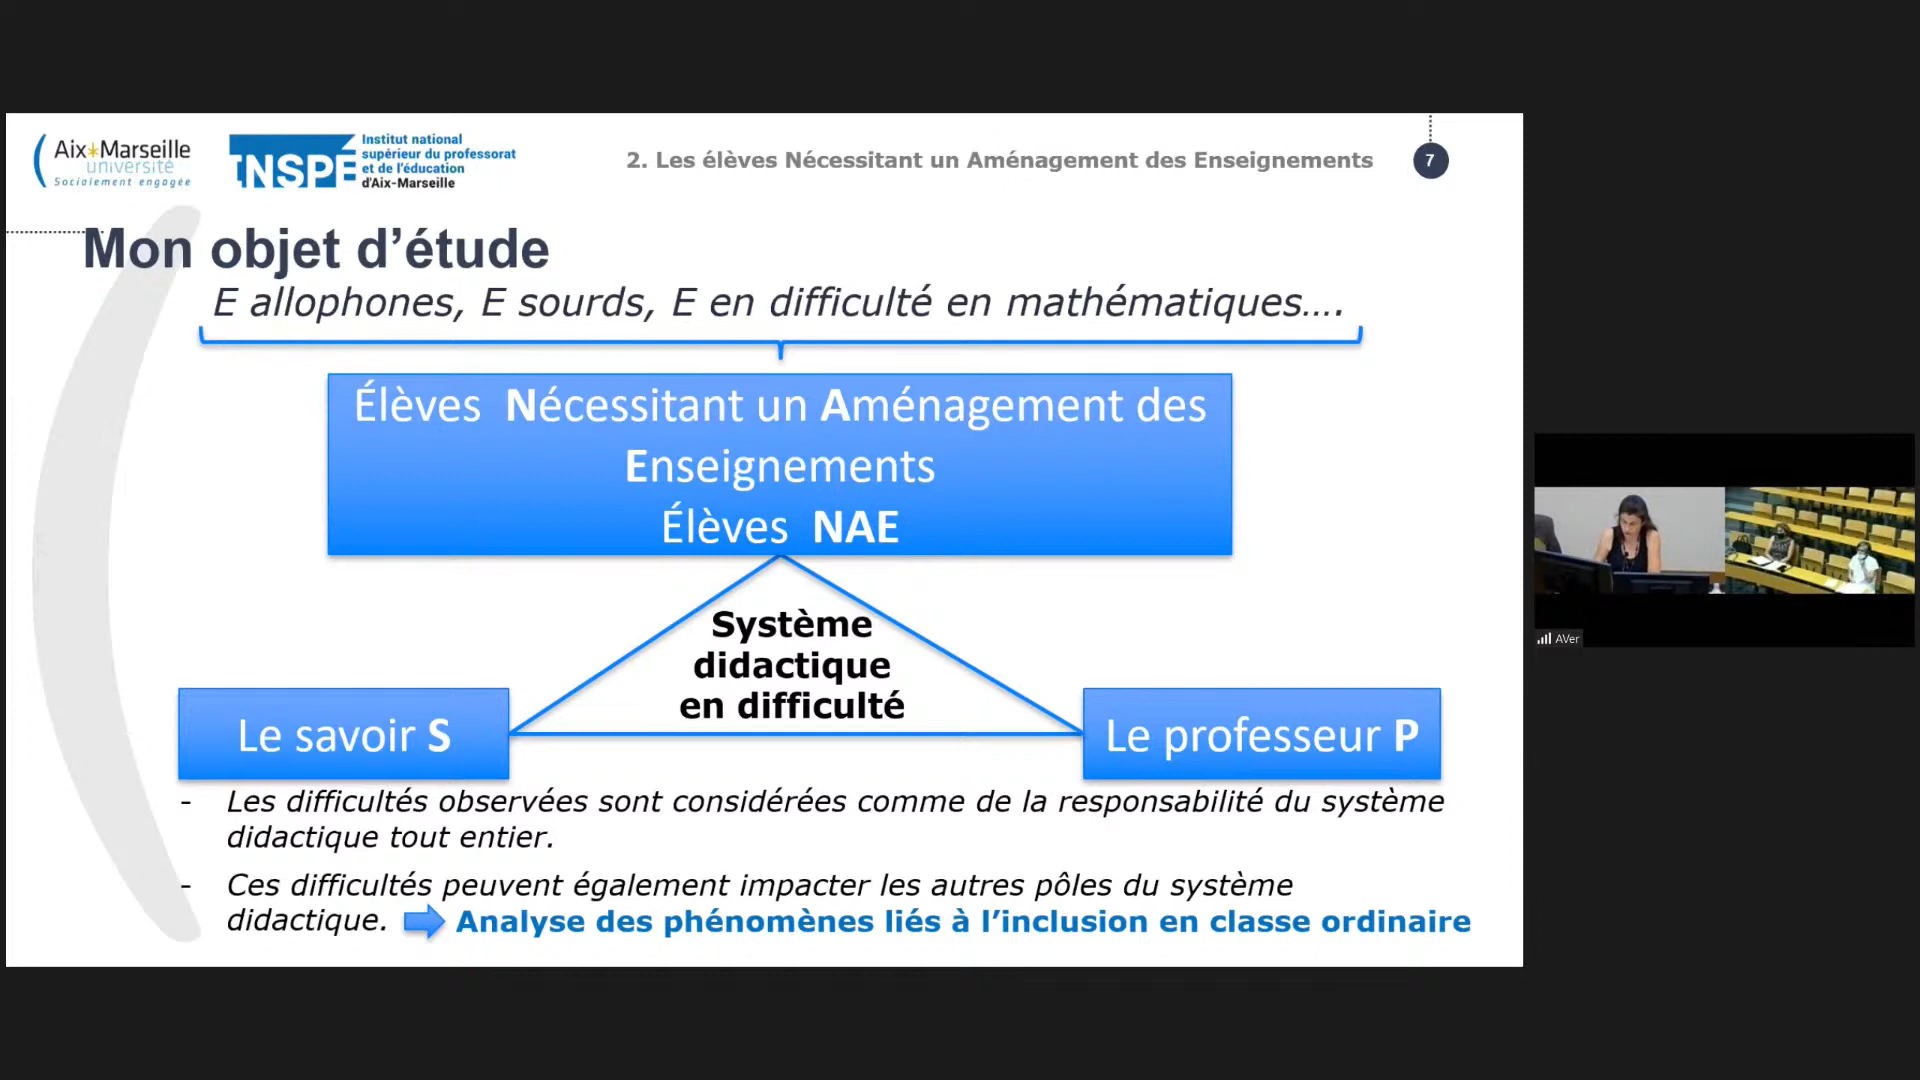 Aix✶Marseille
université
Socialement engagée
INSPÉ
Institut national
supérieur du professorat
et de l'éducation
d'Aix-Marseille
2. Les élèves Nécessitant un Aménagement des Enseignements
7
Mon objet d'étude
E allophones, E sourds, E en difficulté en mathématiques….
Élèves Nécessitant un Aménagement des
Enseignements
Élèves NAE
Système
didactique
en difficulté
Le savoir S
Le professeur P
- Les difficultés observées sont considérées comme de la responsabilité du système
didactique tout entier.
- Ces difficultés peuvent également impacter les autres pôles du système
didactique. Analyse des phénomènes liés à l'inclusion en classe ordinaire
AVer